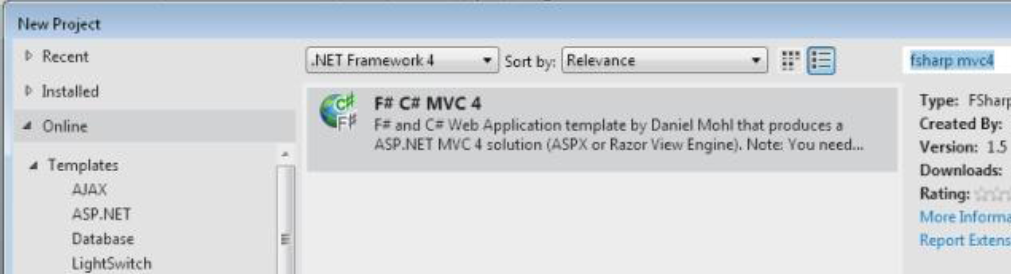 New Project
Recent
Installed
Online
Templates
AJAX
ASP.NET
Database
LightSwitch
.NET Framework 4
Sort by: Relevance
C#
F#
F# C# MVC 4
F# and C# Web Application template by Daniel Mohl that produces a
ASP.NET MVC 4 solution (ASPX or Razor View Engine). Note: You need...
fsharp mvc4
Type: FSharp
Created By:
Version: 1.5
Downloads:
Rating:
More Informa
Report Extens